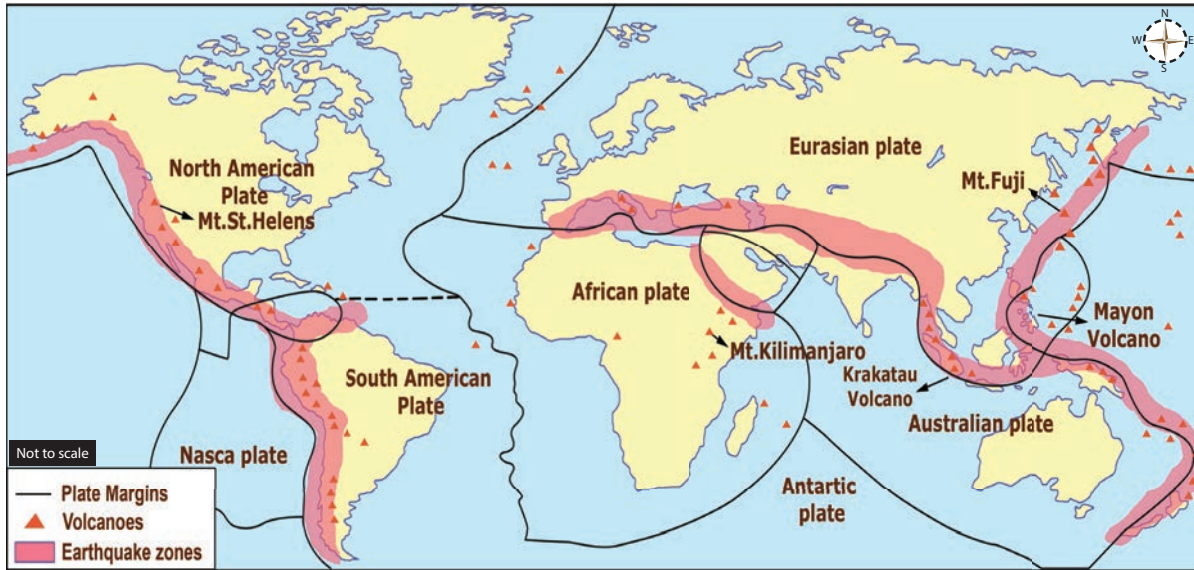 N
W
E
S
North American
Plate
Mt.St.Helens
Eurasian plate
Mt.Fuji
African plate
Mt.Kilimanjaro
Mayon
Volcano
Krakatau
Volcano
Australian plate
South American
Plate
Nasca plate
Antartic
plate
Not to scale
Plate Margins
Volcanoes
Earthquake zones